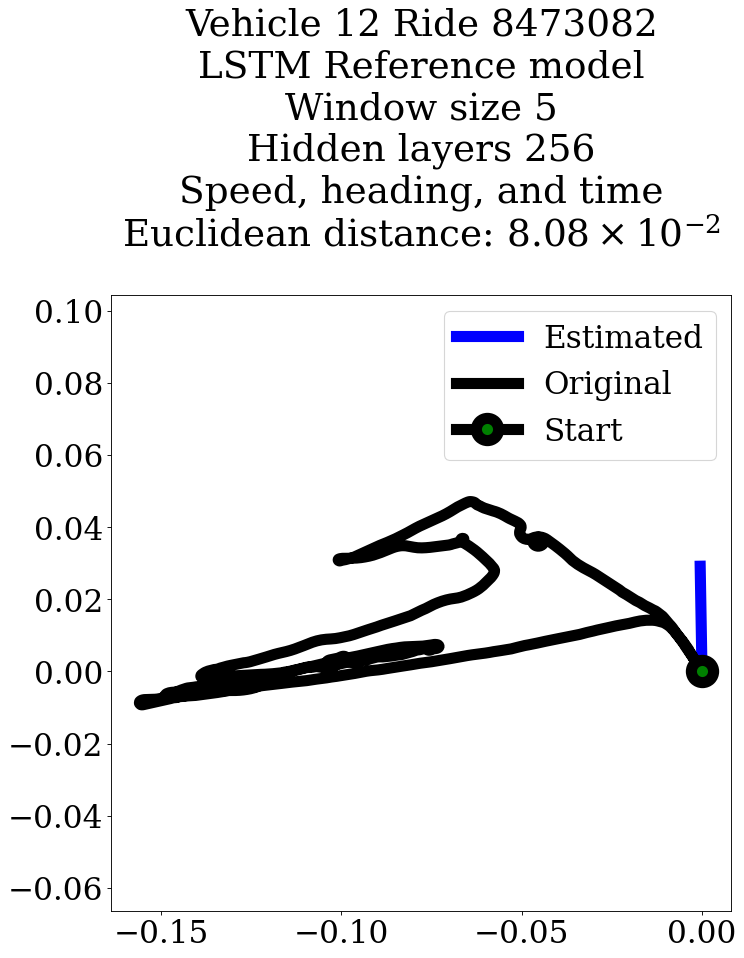 Vehicle 12 Ride 8473082
LSTM Reference model
Window size 5
Hidden layers 256
Speed, heading, and time
Euclidean distance: 8.08 × 10⁻²
Estimated
Original
Start
0.10
0.08
0.06
0.04
0.02
0.00
−0.02
−0.04
−0.06
−0.15 −0.10 −0.05 0.00